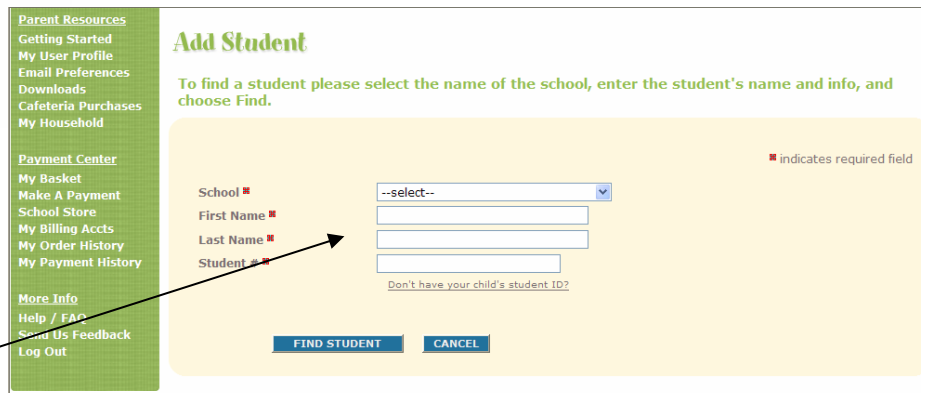 Parent Resources
Getting Started
My User Profile
Email Preferences
Downloads
Cafeteria Purchases
My Household
Payment Center
My Basket
Make A Payment
School Store
My Billing Accts
My Order History
My Payment History
More Info
Help / FAQ
Send Us Feedback
Log Out
Add Student
To find a student please select the name of the school, enter the student's name and info, and
choose Find.
indicates required field
School
--select--
First Name
Last Name
Student #
Don't have your child's student ID?
FIND STUDENT
CANCEL